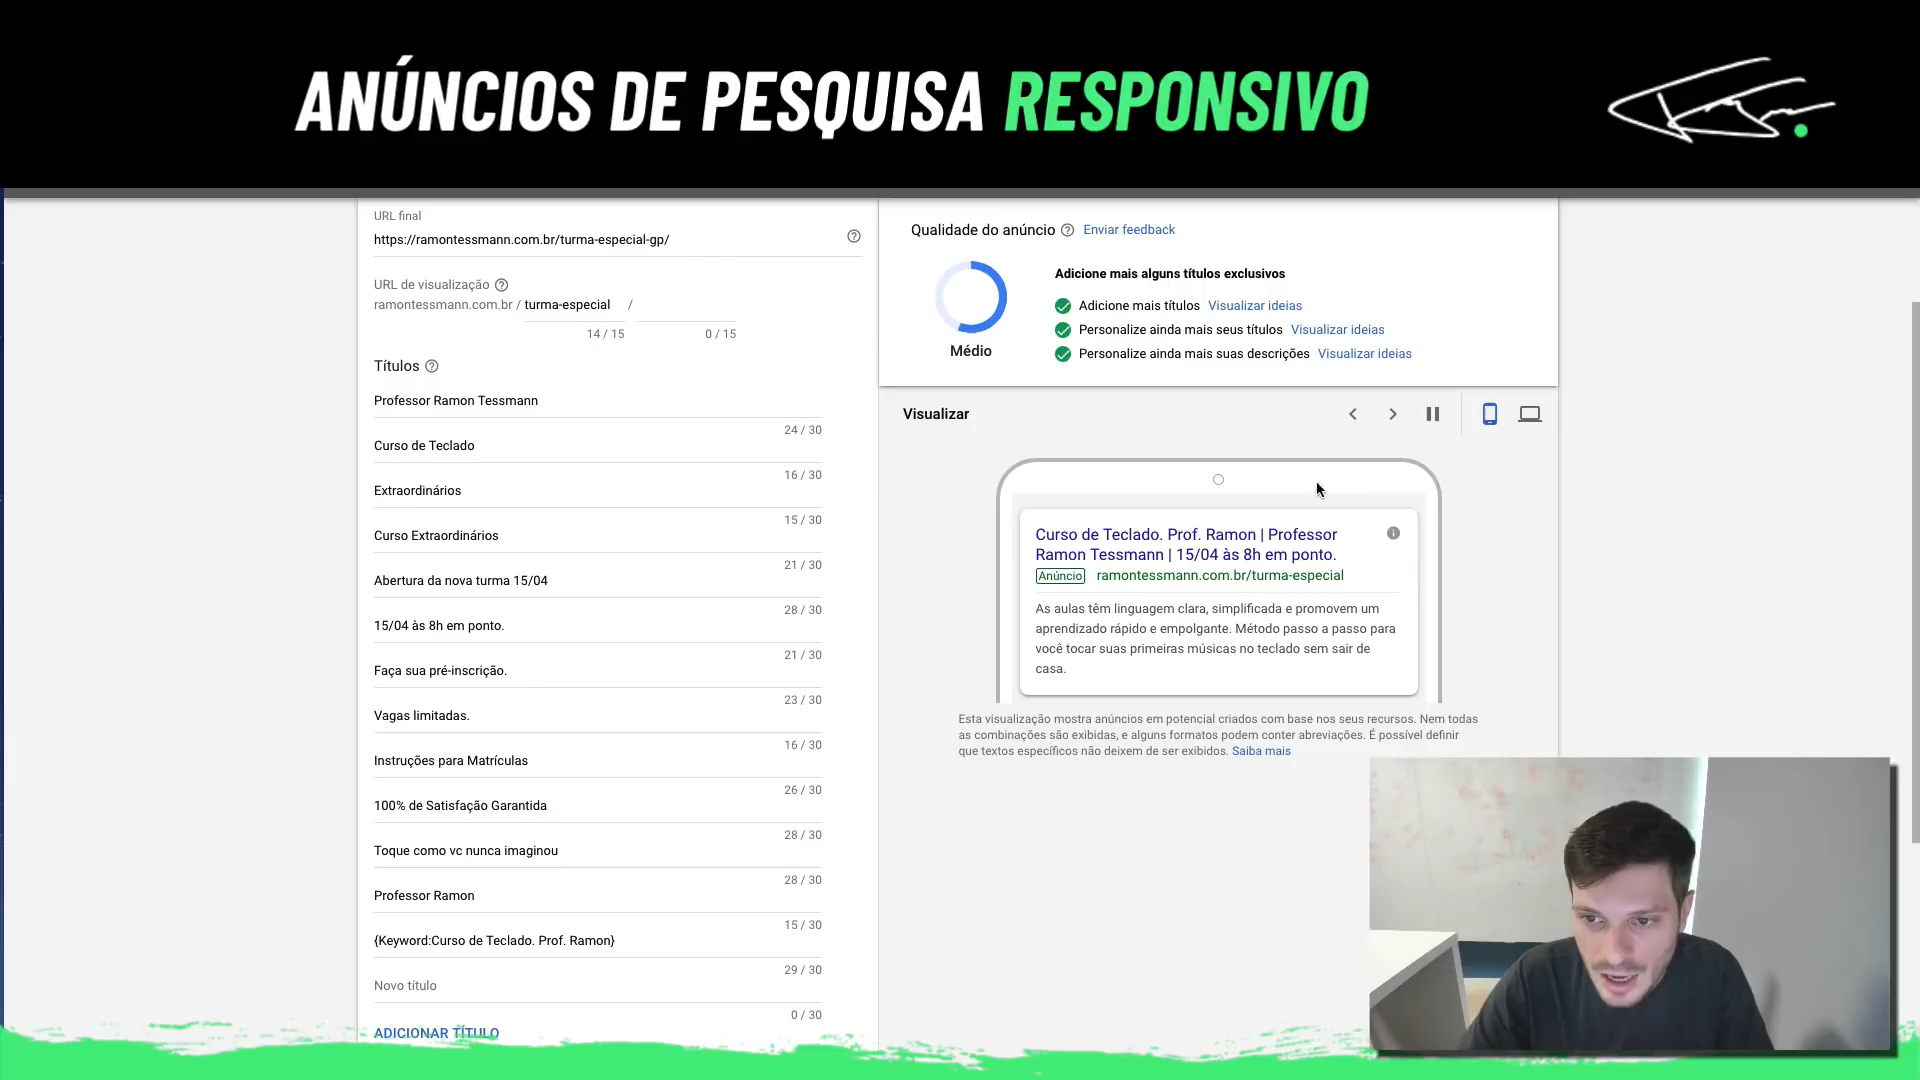 ANÚNCIOS DE PESQUISA RESPONSIVO
URL final
https://ramontessmann.com.br/turma-especial-gp/
URL de visualização
ramontessmann.com.br / turma-especial /
14 / 15 0 / 15
Títulos
Professor Ramon Tessmann
24 / 30
Curso de Teclado
16 / 30
Extraordinários
15 / 30
Curso Extraordinários
21 / 30
Abertura da nova turma 15/04
28 / 30
15/04 às 8h em ponto.
21 / 30
Faça sua pré-inscrição.
23 / 30
Vagas limitadas.
16 / 30
Instruções para Matrículas
26 / 30
100% de Satisfação Garantida
28 / 30
Toque como vc nunca imaginou
28 / 30
Professor Ramon
15 / 30
{Keyword:Curso de Teclado. Prof. Ramon}
29 / 30
Novo título
0 / 30
ADICIONAR TÍTULO
Qualidade do anúncio Enviar feedback
Médio
Adicione mais alguns títulos exclusivos
Adicione mais títulos Visualizar ideias
Personalize ainda mais seus títulos Visualizar ideias
Personalize ainda mais suas descrições Visualizar ideias
Visualizar
Curso de Teclado. Prof. Ramon | Professor
Ramon Tessmann | 15/04 às 8h em ponto.
Anúncio ramontessmann.com.br/turma-especial
As aulas têm linguagem clara, simplificada e promovem um
aprendizado rápido e empolgante. Método passo a passo para
você tocar suas primeiras músicas no teclado sem sair de
casa.
Esta visualização mostra anúncios em potencial criados com base nos seus recursos. Nem todas
as combinações são exibidas, e alguns formatos podem conter abreviações. É possível definir
que textos específicos não deixem de ser exibidos. Saiba mais